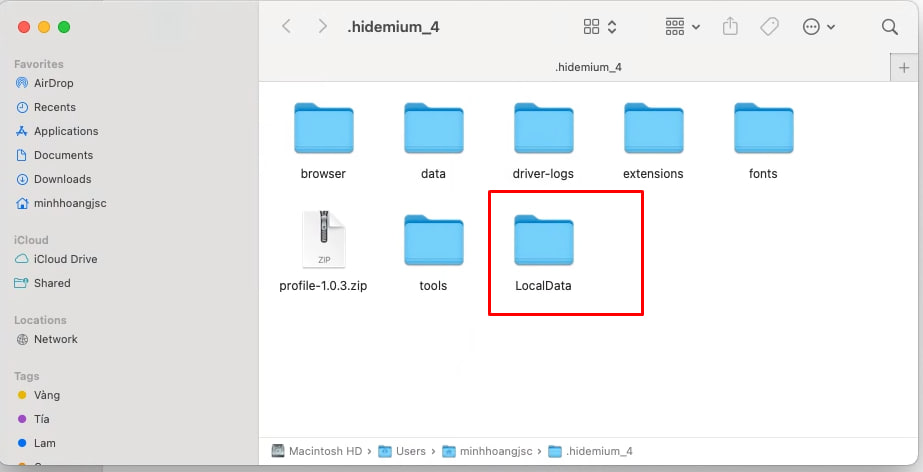 .hidemium_4
.hidemium_4
Favorites
AirDrop
Recents
Applications
Documents
Downloads
minhhoangjsc
iCloud
iCloud Drive
Shared
Locations
Network
Tags
Vàng
Tía
Lam
browser
data
driver-logs
extensions
fonts
ZIP
profile-1.0.3.zip
tools
LocalData
Macintosh HD › Users › minhhoangjsc › .hidemium_4